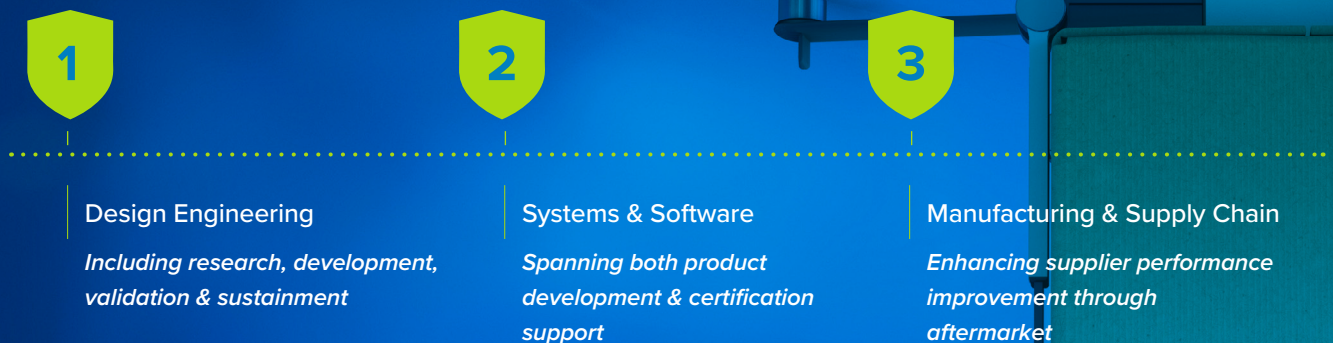 1
2
3
Design Engineering
Including research, development,
validation & sustainment
Systems & Software
Spanning both product
development & certification
support
Manufacturing & Supply Chain
Enhancing supplier performance
improvement through
aftermarket